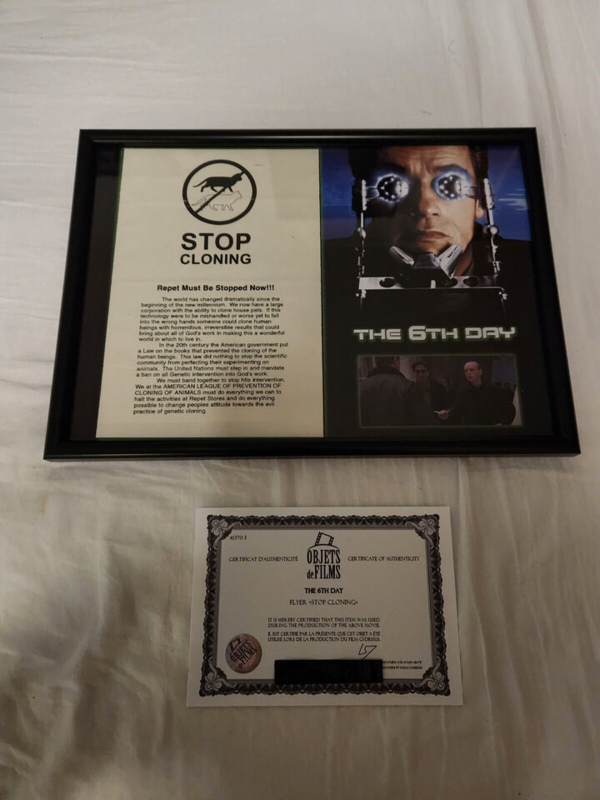 STOP
CLONING
Repet Must Be Stopped Now!!!
The world has changed dramatically since the
beginning of the new millennium. We now have a large
corporation with the ability to clone house pets. If this
technology were to be mishandled or worse yet to fall
into the wrong hands someone could clone human
beings with horrendous, irreversible results that could
bring about all of God's work in making this a wonderful
world in which to live in.
In the 20th century the American government put
a Law on the books that prevented the cloning of the
human beings. This law did nothing to stop the scientific
community from perfecting their experimenting on
animals. The United Nations must step in and mandate
a ban on all Genetic intervention into God's work.
We must band together to stop this intervention.
We at the AMERICAN LEAGUE OF PREVENTION OF
CLONING OF ANIMALS must do everything we can to
halt the activities at Repet Stores and do everything
possible to change peoples attitude towards the evil
practice of genetic cloning.
THE 6TH DAY
CERTIFICAT D'AUTHENTICITÉ
OBJETS
de FILMS
CERTIFICATE OF AUTHENTICITY
THE 6TH DAY
FLYER «STOP CLONING»
IT IS HEREBY CERTIFIED THAT THIS ITEM WAS USED
DURING THE PRODUCTION OF THE ABOVE MOVIE.
IL EST CERTIFIÉ PAR LA PRÉSENTE QUE CET OBJET A ÉTÉ
UTILISÉ LORS DE LA PRODUCTION DU FILM CI-DESSUS.
OBJETS
de FILMS